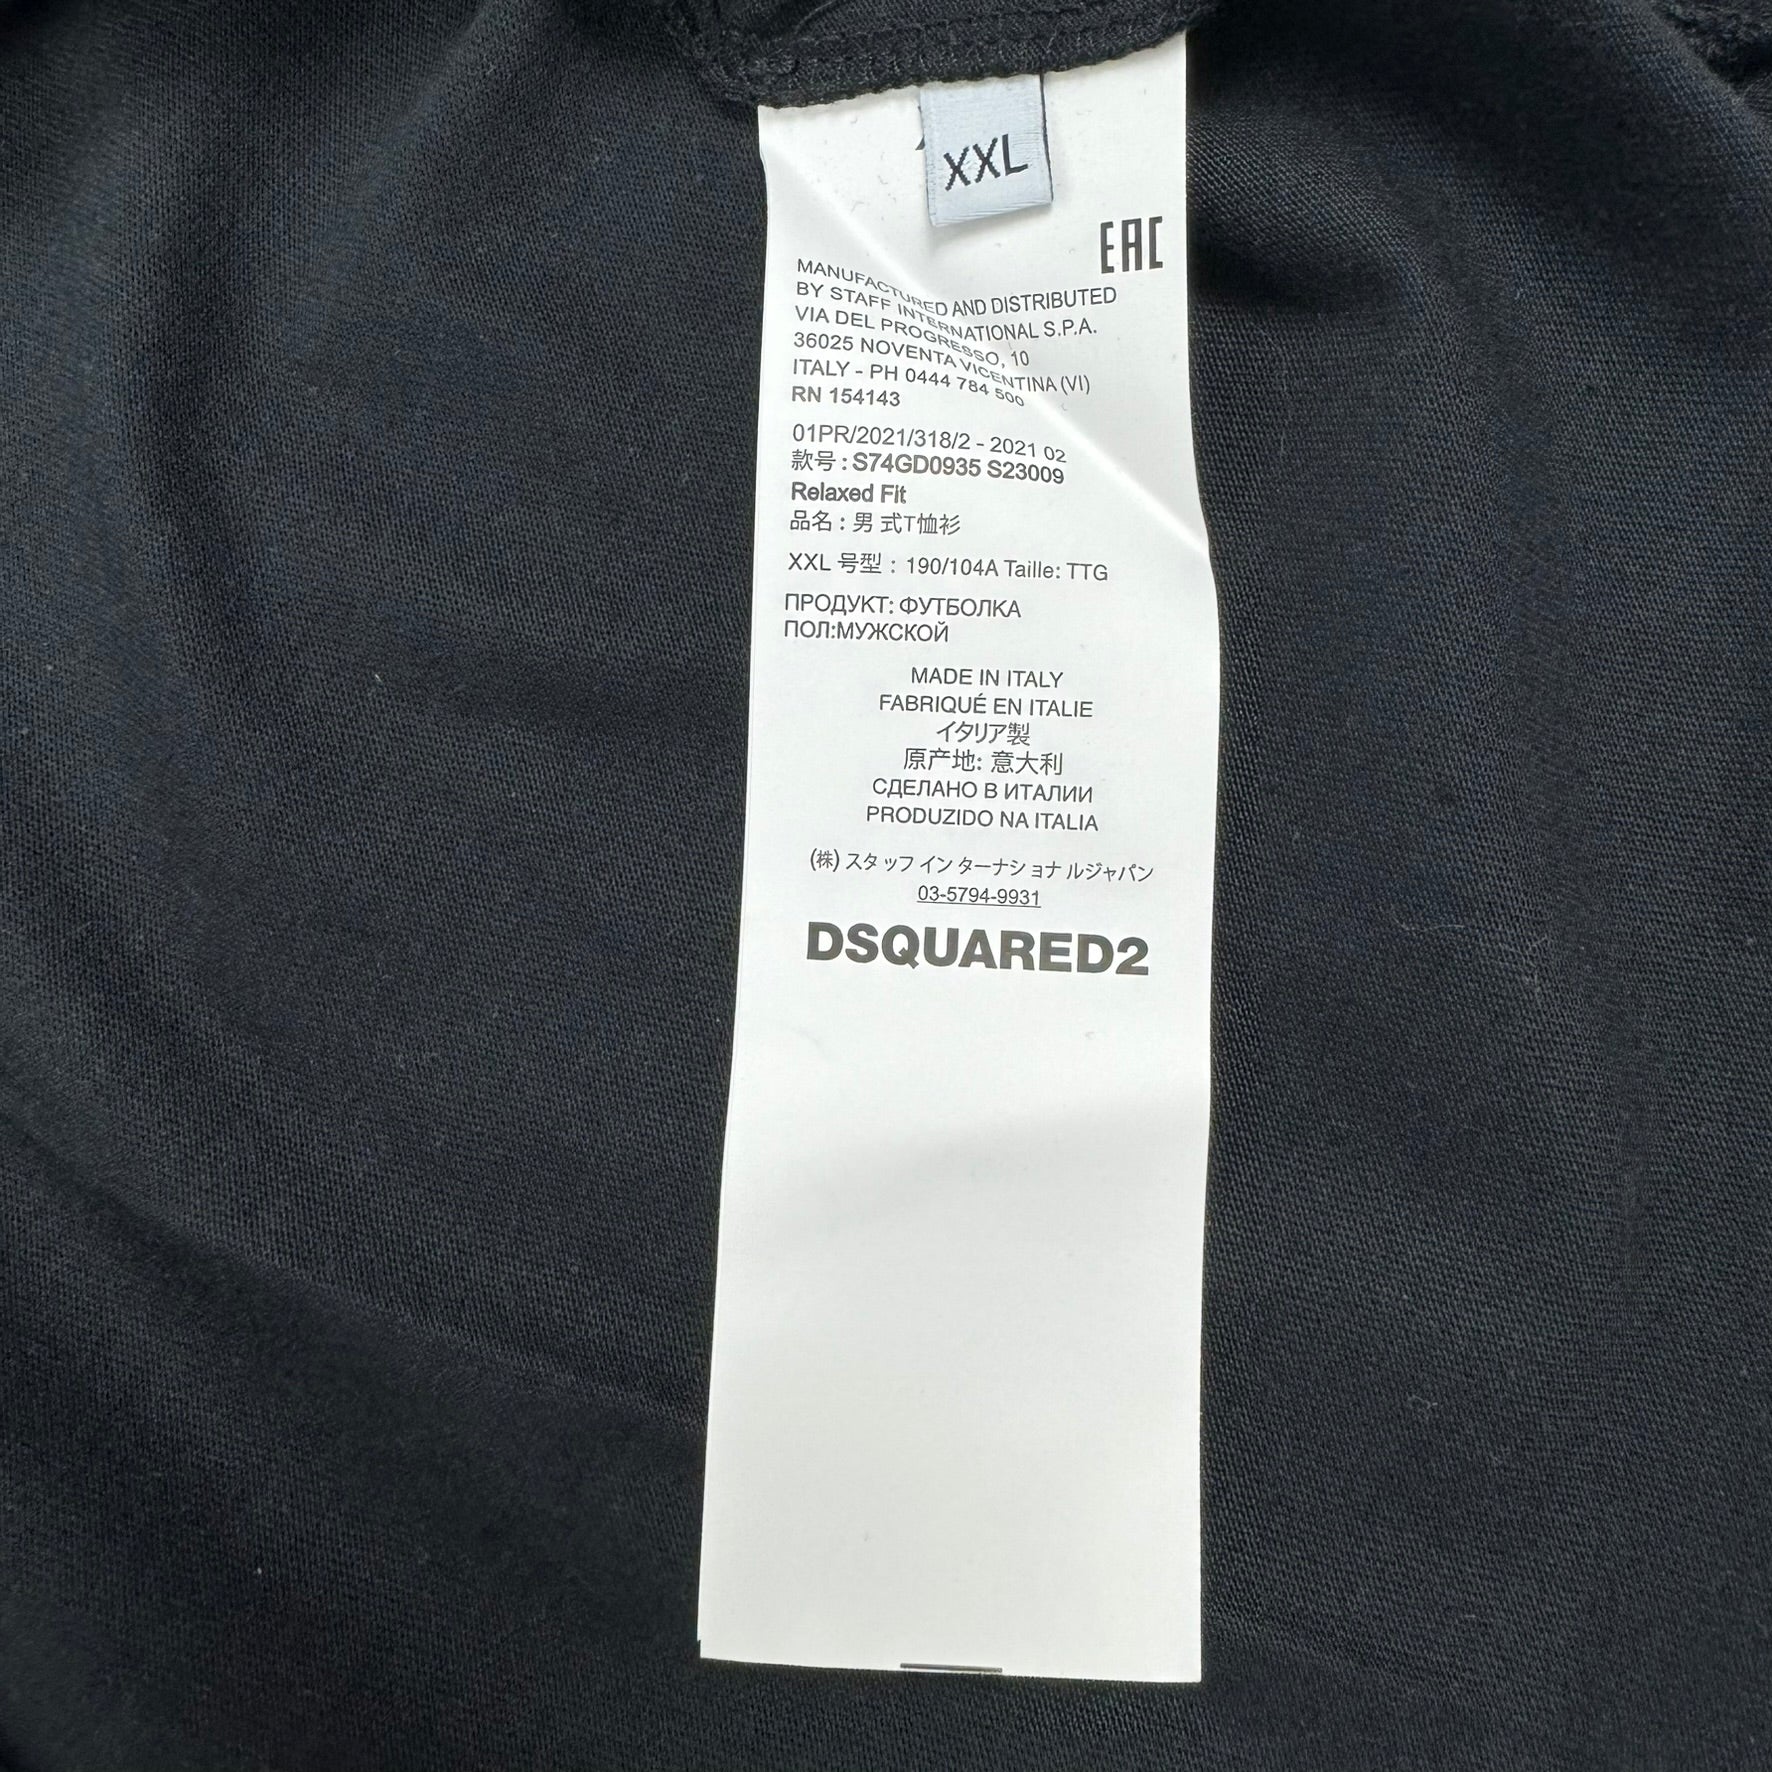 XXL
EAC
MANUFACTURED AND DISTRIBUTED
BY STAFF INTERNATIONAL S.P.A.
VIA DEL PROGRESSO, 10
36025 NOVENTA VICENTINA (VI)
ITALY - PH 0444 784 500
RN 154143
01PR/2021/318/2 - 2021 02
款号 : S74GD0935 S23009
Relaxed Fit
品名 : 男 式T恤衫
XXL 号型 : 190/104A Taille: TTG
ПРОДУКТ: ФУТБОЛКА
ПОЛ:МУЖСКОЙ
MADE IN ITALY
FABRIQUÉ EN ITALIE
イタリア製
原产地: 意大利
СДЕЛАНО В ИТАЛИИ
PRODUZIDO NA ITALIA
(株) スタッフ インターナショナルジャパン
03-5794-9931
DSQUARED2